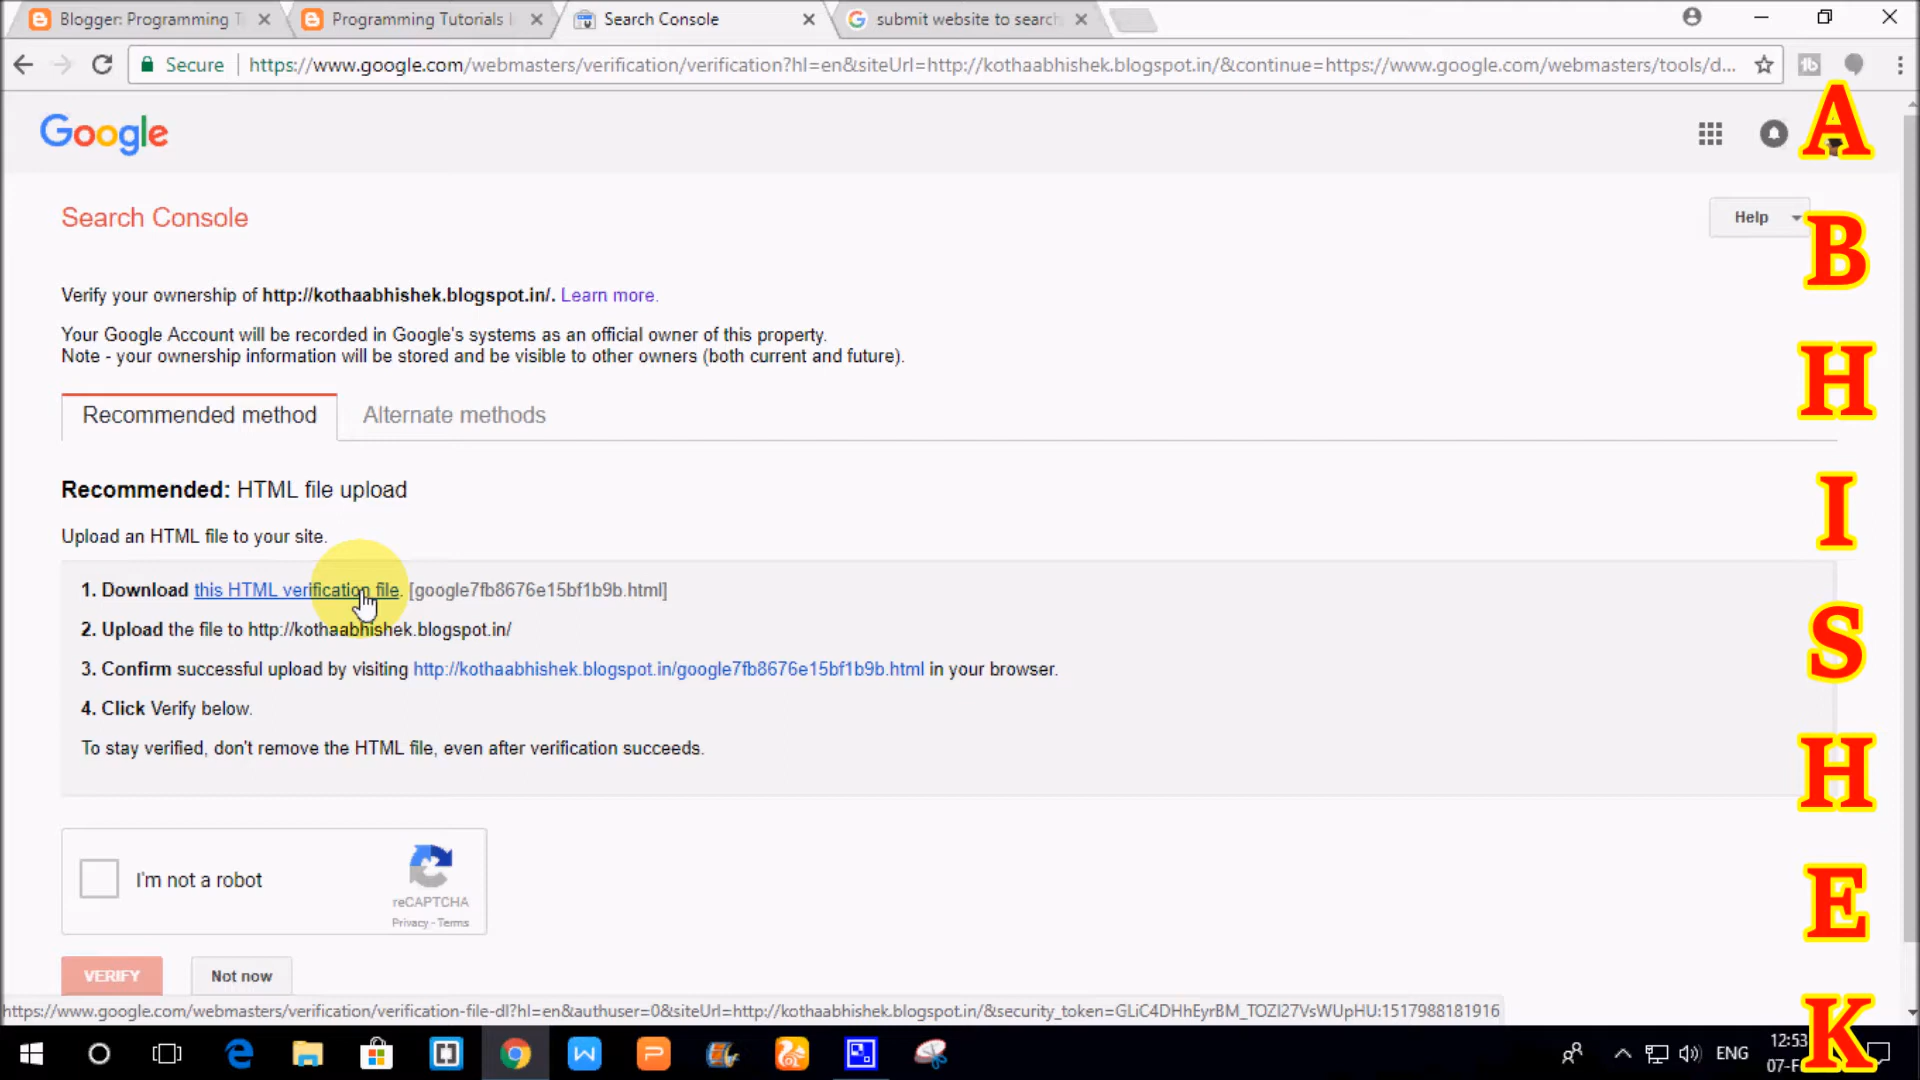 Blogger: Programming T
Programming Tutorials
Search Console
submit website to search
Secure
https://www.google.com/webmasters/verification/verification?hl=en&siteUrl=http://kothaabhishek.blogspot.in/&continue=https://www.google.com/webmasters/tools/d...
Google
Search Console
Help
Verify your ownership of http://kothaabhishek.blogspot.in/. Learn more.
Your Google Account will be recorded in Google's systems as an official owner of this property.
Note - your ownership information will be stored and be visible to other owners (both current and future).
Recommended method
Alternate methods
Recommended: HTML file upload
Upload an HTML file to your site.
1. Download this HTML verification file. [google7fb8676e15bf1b9b.html]
2. Upload the file to http://kothaabhishek.blogspot.in/
3. Confirm successful upload by visiting http://kothaabhishek.blogspot.in/google7fb8676e15bf1b9b.html in your browser.
4. Click Verify below.
To stay verified, don't remove the HTML file, even after verification succeeds.
I'm not a robot
reCAPTCHA
Privacy - Terms
VERIFY
Not now
https://www.google.com/webmasters/verification/verification-file-dl?hl=en&authuser=0&siteUrl=http://kothaabhishek.blogspot.in/&security_token=GLiC4DHhEyrBM_TOZI27VsWUpHU:1517988181916
ENG
12:53
A
B
H
I
S
H
E
K